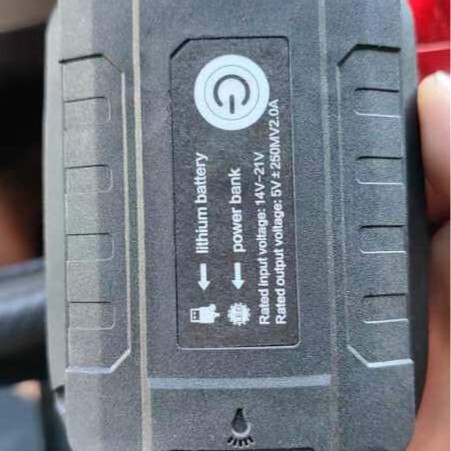 ← lithium battery
← power bank
Rated input voltage: 14V-21V
Rated output voltage: 5V±250MV2.0A